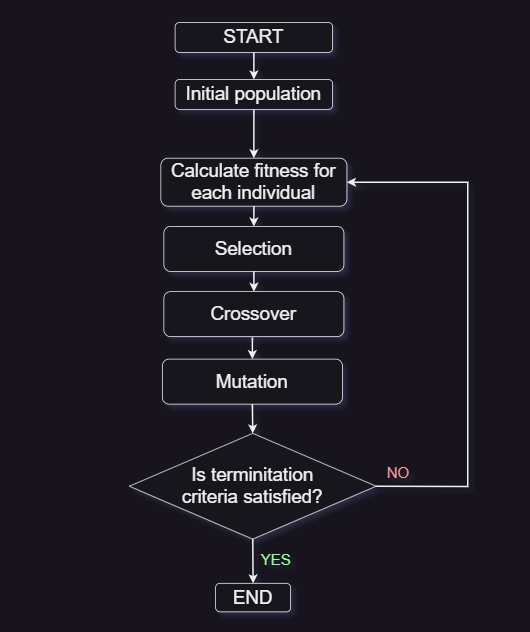 START
Initial population
Calculate fitness for
each individual
Selection
Crossover
Mutation
Is terminitation
criteria satisfied?
NO
YES
END